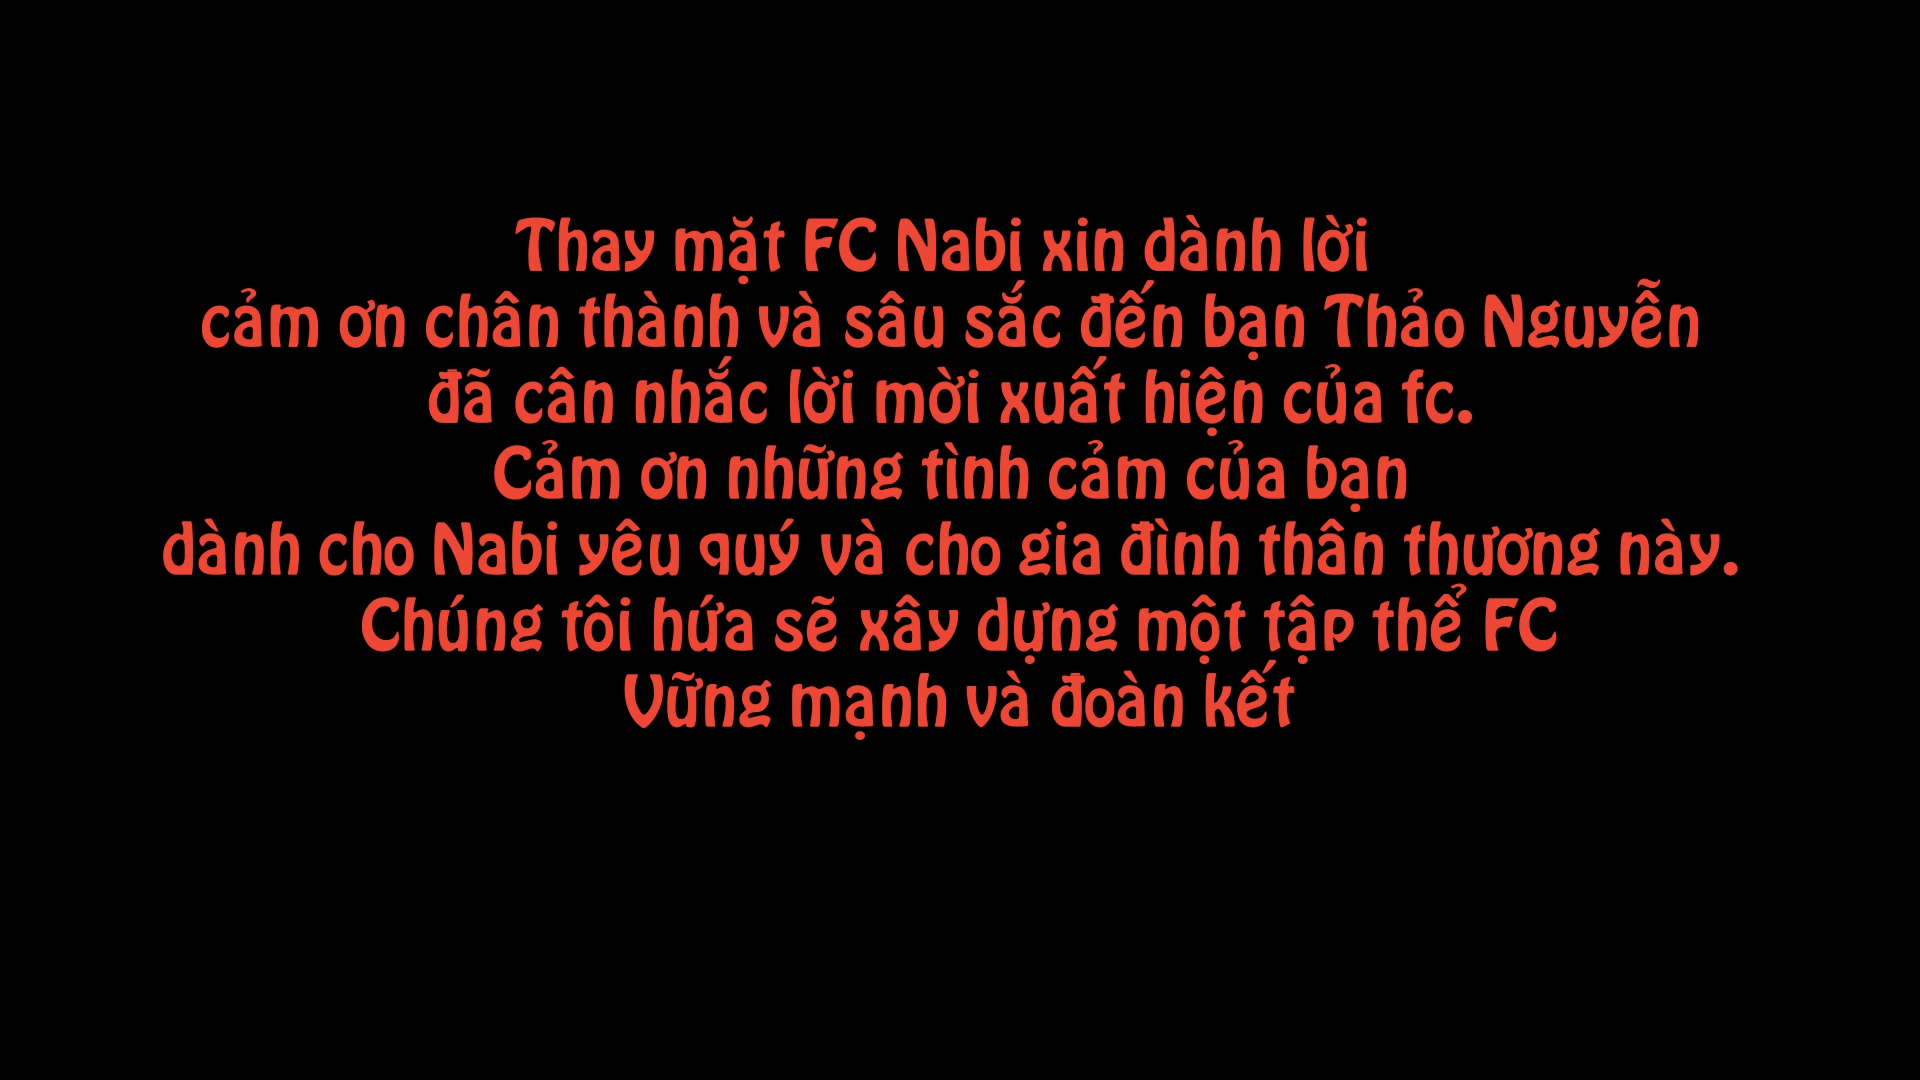 Thay mặt FC Nabi xin dành lời
cảm ơn chân thành và sâu sắc đến bạn Thảo Nguyễn
đã cân nhắc lời mời xuất hiện của fc.
Cảm ơn những tình cảm của bạn
dành cho Nabi yêu quý và cho gia đình thân thương này.
Chúng tôi hứa sẽ xây dựng một tập thể FC
Vững mạnh và đoàn kết